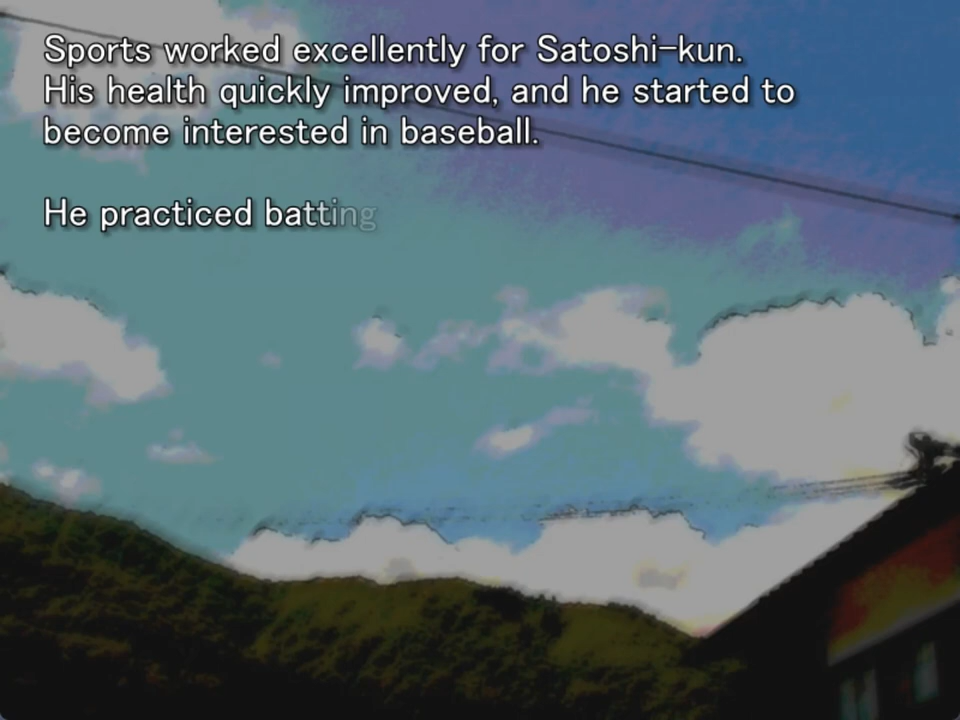 Sports worked excellently for Satoshi-kun.
His health quickly improved, and he started to
become interested in baseball.
He practiced batting